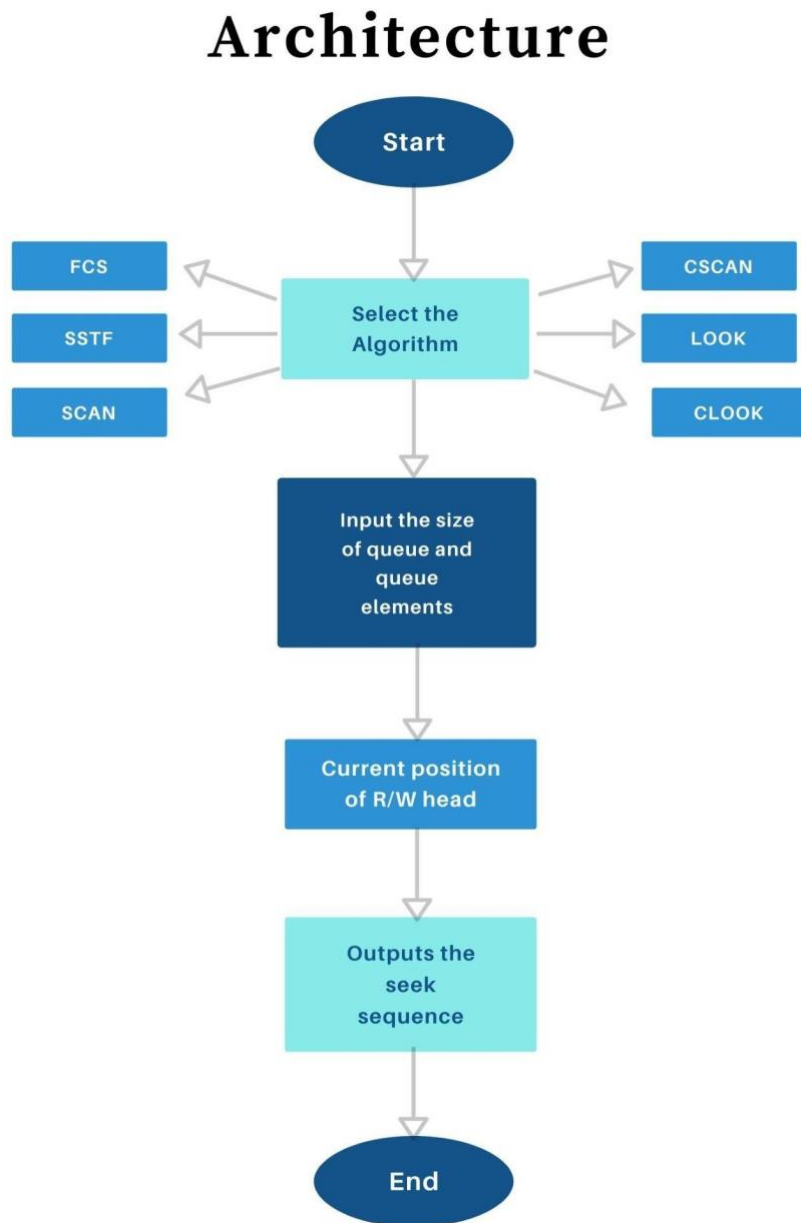 Architecture
Start
FCS
SSTF
SCAN
Select the
Algorithm
CSCAN
LOOK
CLOOK
Input the size
of queue and
queue
elements
Current position
of R/W head
Outputs the
seek
sequence
End